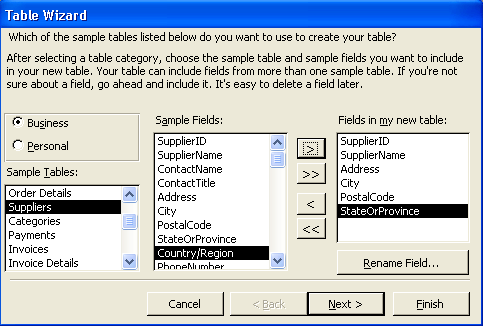 Table Wizard
Which of the sample tables listed below do you want to use to create your table?
After selecting a table category, choose the sample table and sample fields you want to include
in your new table. Your table can include fields from more than one sample table. If you're not
sure about a field, go ahead and include it. It's easy to delete a field later.
Business
Personal
Sample Tables:
Order Details
Suppliers
Categories
Payments
Invoices
Invoice Details
Sample Fields:
SupplierID
SupplierName
ContactName
ContactTitle
Address
City
PostalCode
StateOrProvince
Country/Region
PhoneNumber
>
>>
<
<<
Fields in my new table:
SupplierID
SupplierName
Address
City
PostalCode
StateOrProvince
Rename Field...
Cancel
< Back
Next >
Finish